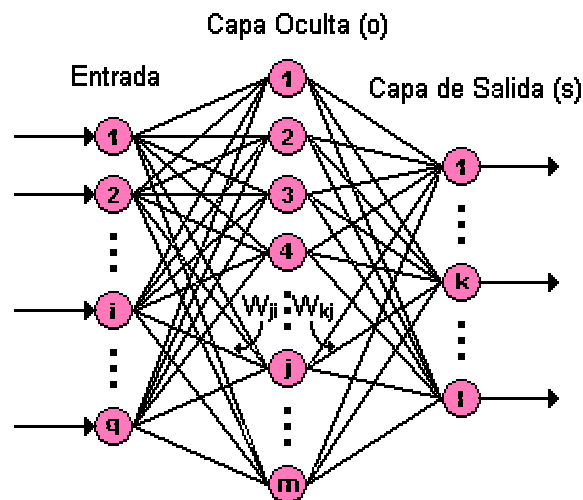 Capa Oculta (o)
Entrada
Capa de Salida (s)
1
2
i
q
1
2
3
4
j
m
Wji
Wkj
1
k
l